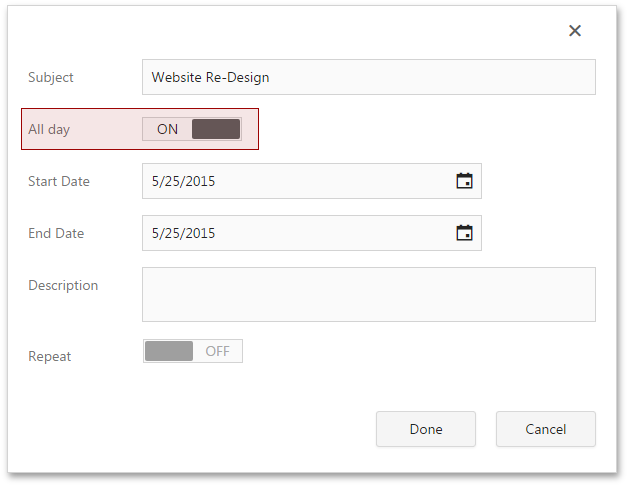 Subject Website Re-Design
All day ON
Start Date 5/25/2015
End Date 5/25/2015
Description
Repeat OFF
Done Cancel